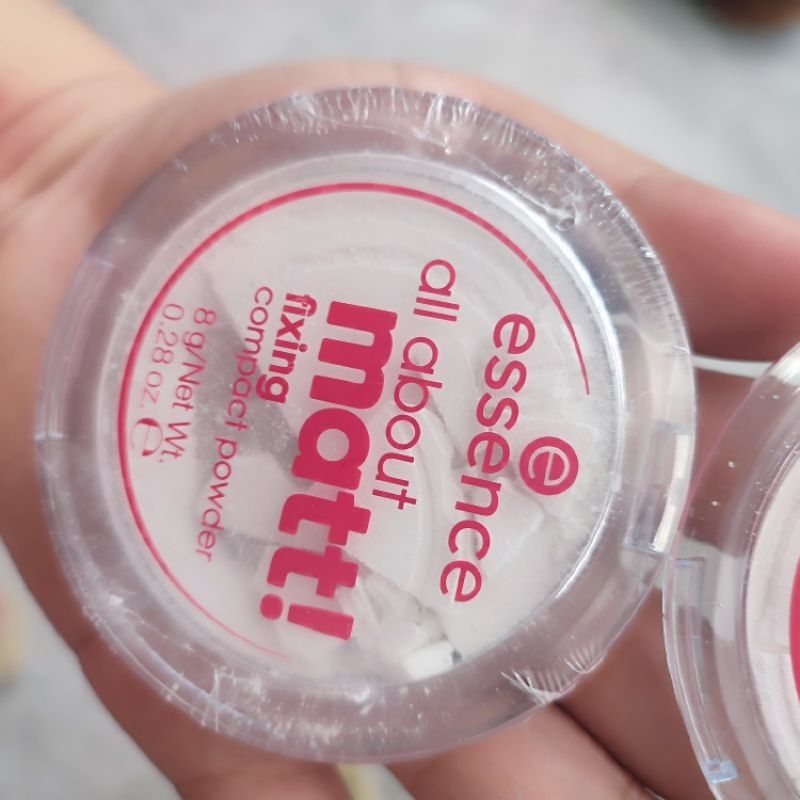 e
essence
all about
matt!
fixing
compact powder
8 g/Net Wt.
0.28 oz. ℮